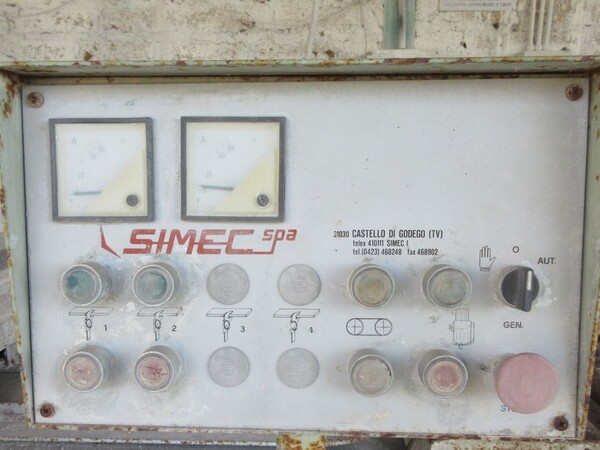 A
A
SIMEC spa
31030 CASTELLO DI GODEGO (TV)
telex 410111 SIMEC I
tel.(0423) 468248 fax 468902
O
AUT.
GEN.
1
2
3
4